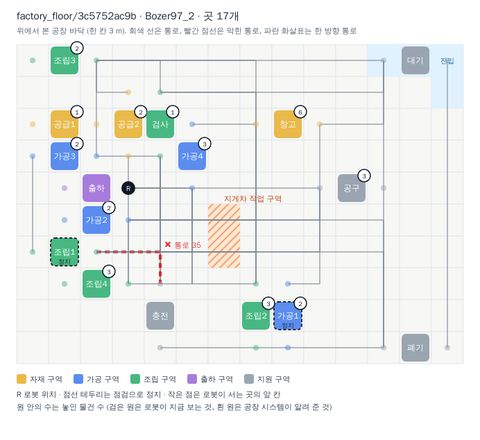 factory_floor/3c5752ac9b · Bozer97_2 · 곳 17개
위에서 본 공장 바닥 (한 칸 3 m). 회색 선은 통로, 빨간 점선은 막힌 통로, 파란 화살표는 한 방향 통로
조립3 2
대기
전립
공급1 1
공급2 2
검사 1
창고 6
가공3 2
가공4 3
출하
R
공구 3
지게차 작업 구역
가공2 2
조립1
정지
✖ 통로 35
조립4 3
충전
조립2 3
가공1 2
정지
폐기
자재 구역
가공 구역
조립 구역
출하 구역
지원 구역
R 로봇 위치 · 점선 테두리는 점검으로 정지 · 작은 점은 로봇이 서는 곳의 앞 칸
원 안의 수는 놓인 물건 수 (검은 원은 로봇이 지금 보는 것, 흰 원은 공장 시스템이 알려 준 것)